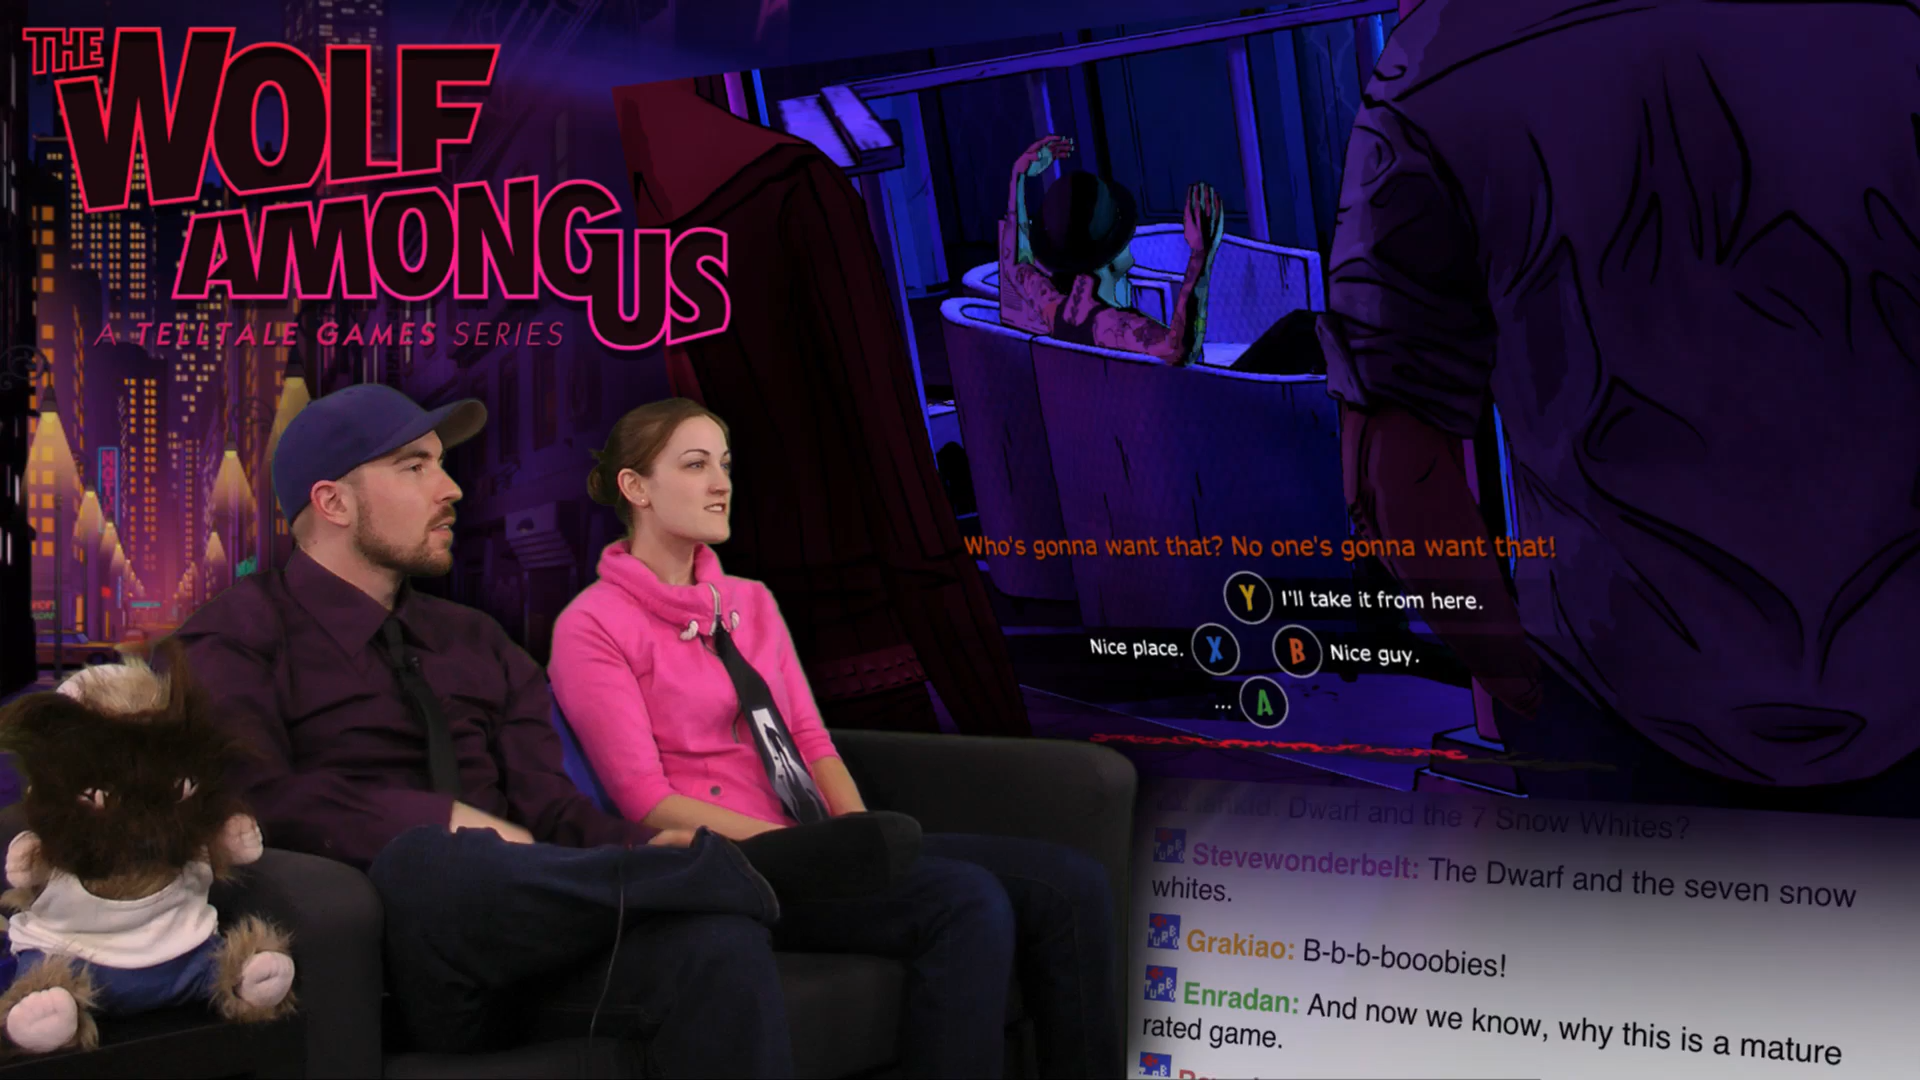 THE
WOLF
AMONG
US
A TELLTALE GAMES SERIES
Who's gonna want that? No one's gonna want that!
Y I'll take it from here.
Nice place. X B Nice guy.
... A
Dwarf and the 7 Snow Whites?
Stevewonderbelt: The Dwarf and the seven snow
whites.
Grakiao: B-b-b-booobies!
Enradan: And now we know, why this is a mature
rated game.